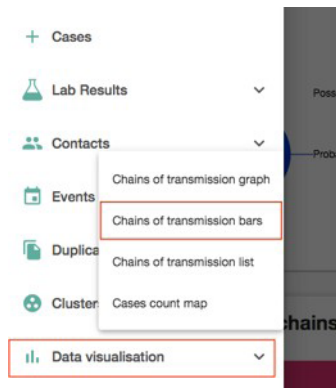 Cases
Lab Results
Poss
Contacts
Proba
Chains of transmission graph
Events
Chains of transmission bars
Duplica
Chains of transmission list
Cluster
Cases count map
chains
Data visualisation